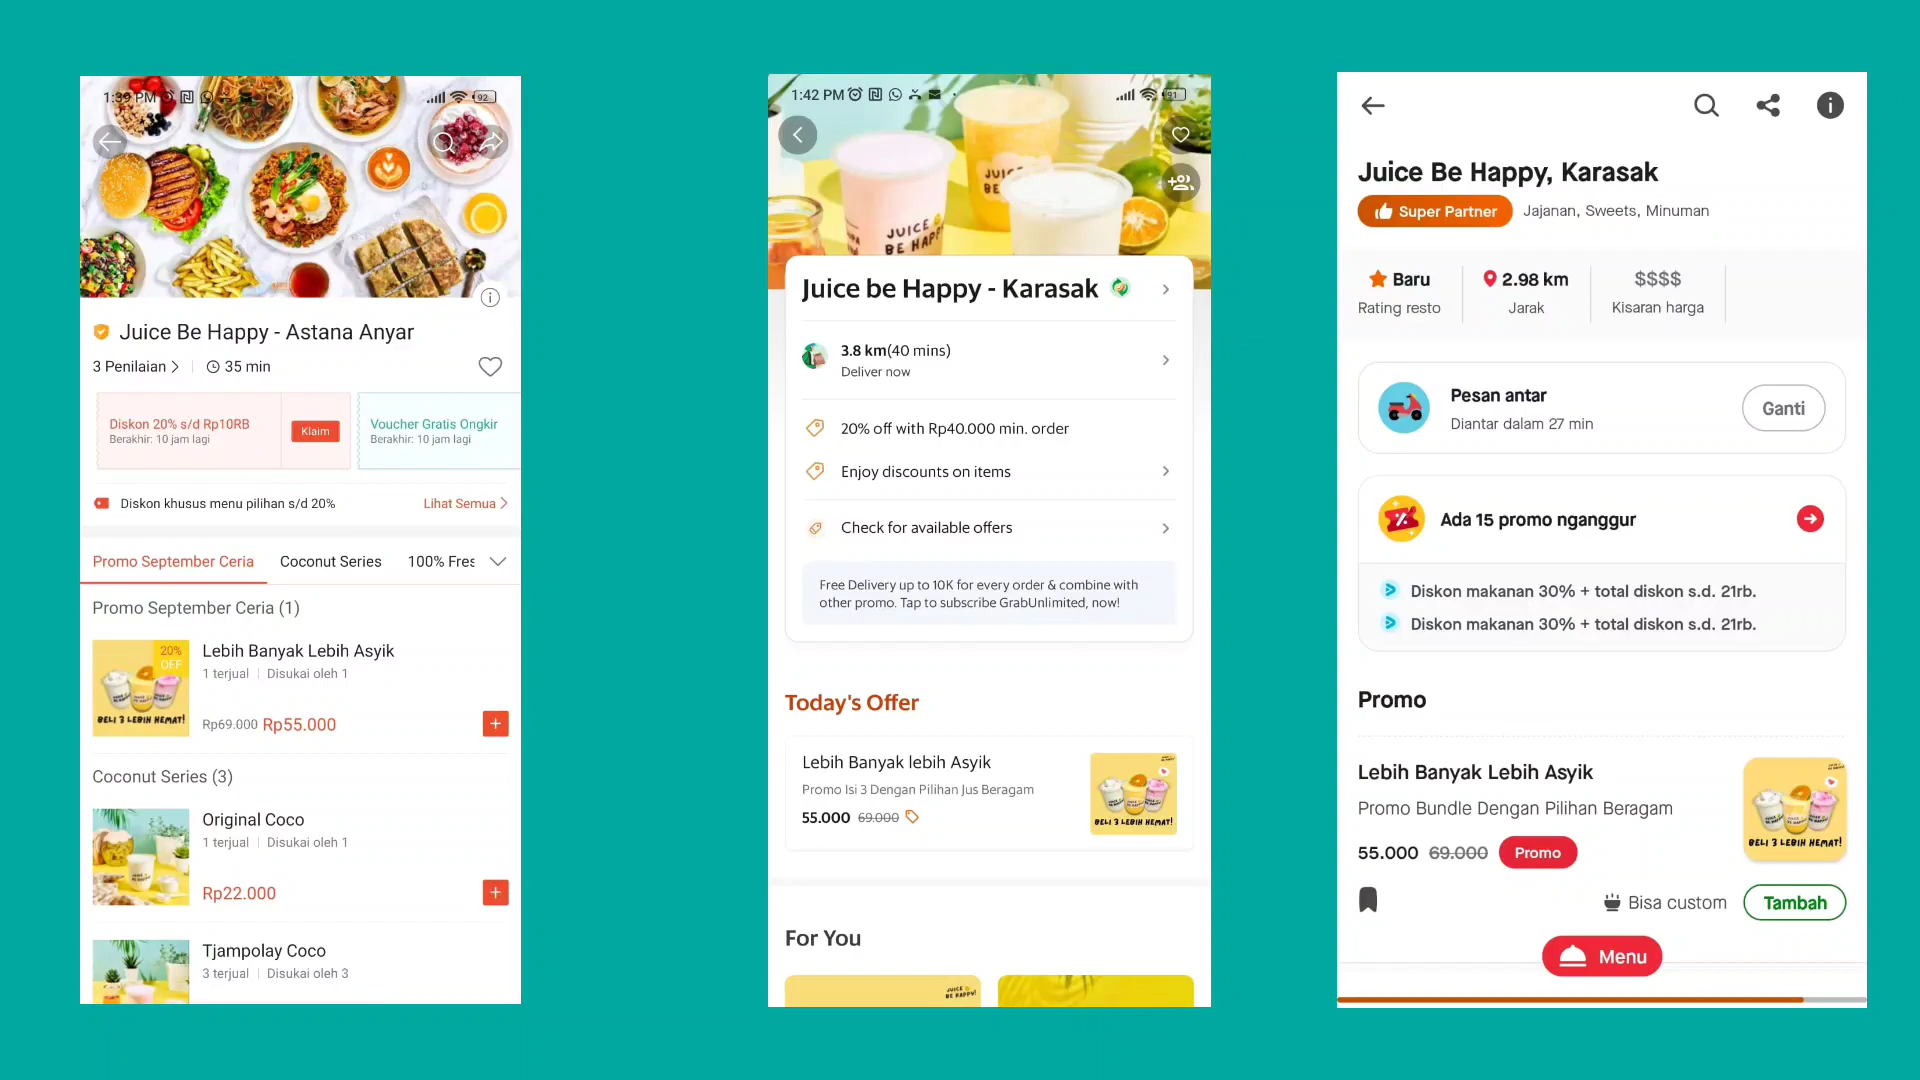 1:39 PM
92
Juice Be Happy - Astana Anyar
3 Penilaian
35 min
Diskon 20% s/d Rp10RB
Berakhir: 10 jam lagi
Klaim
Voucher Gratis Ongkir
Berakhir: 10 jam lagi
Diskon khusus menu pilihan s/d 20%
Lihat Semua
Promo September Ceria
Coconut Series
100% Fres
Promo September Ceria (1)
20%
OFF
BELI 3 LEBIH HEMAT!
Lebih Banyak Lebih Asyik
1 terjual
Disukai oleh 1
Rp69.000 Rp55.000
Coconut Series (3)
Original Coco
1 terjual
Disukai oleh 1
Rp22.000
Tjampolay Coco
3 terjual
Disukai oleh 3
1:42 PM
91
JUICE
BE HAPP
JUIC
BE
Juice be Happy - Karasak
3.8 km(40 mins)
Deliver now
20% off with Rp40.000 min. order
Enjoy discounts on items
Check for available offers
Free Delivery up to 10K for every order & combine with
other promo. Tap to subscribe GrabUnlimited, now!
Today's Offer
Lebih Banyak lebih Asyik
Promo Isi 3 Dengan Pilihan Jus Beragam
55.000 69.000
BELI 3 LEBIH HEMAT!
For You
JUICE
BE HAPPY!
Juice Be Happy, Karasak
Super Partner
Jajanan, Sweets, Minuman
Baru
Rating resto
2.98 km
Jarak
$$$$
Kisaran harga
Pesan antar
Diantar dalam 27 min
Ganti
Ada 15 promo nganggur
Diskon makanan 30% + total diskon s.d. 21rb.
Diskon makanan 30% + total diskon s.d. 21rb.
Promo
Lebih Banyak Lebih Asyik
Promo Bundle Dengan Pilihan Beragam
55.000 69.000 Promo
BELI 3 LEBIH HEMAT!
Bisa custom
Tambah
Menu